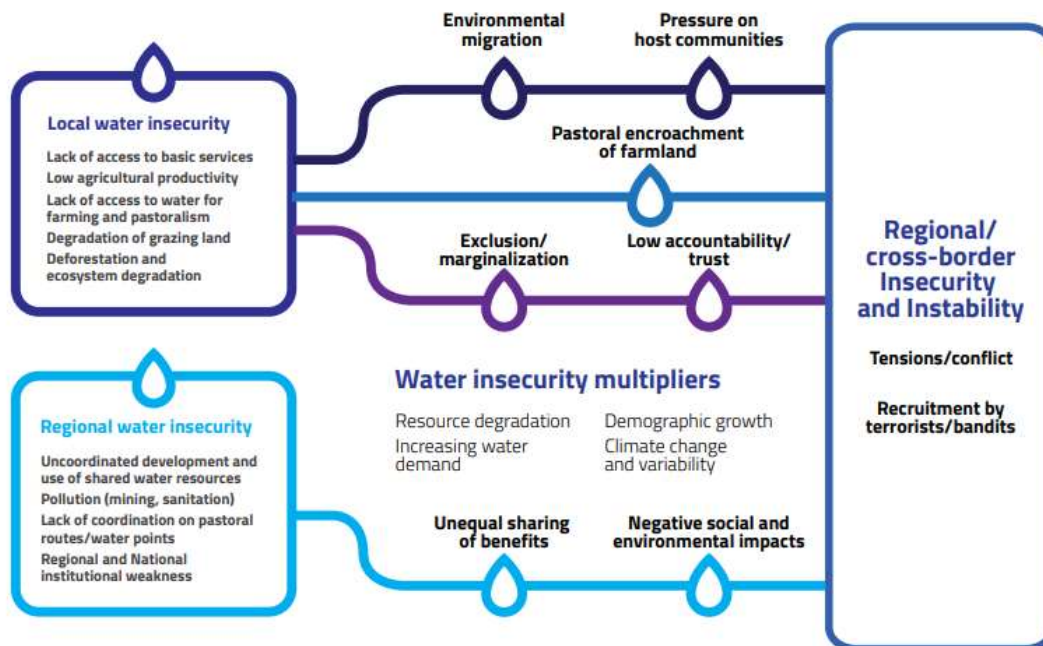 Environmental
migration
Pressure on
host communities
Local water insecurity
Lack of access to basic services
Low agricultural productivity
Lack of access to water for
farming and pastoralism
Degradation of grazing land
Deforestation and
ecosystem degradation
Pastoral encroachment
of farmland
Exclusion/
marginalization
Low accountability/
trust
Regional/
cross-border
Insecurity
and Instability
Tensions/conflict
Recruitment by
terrorists/bandits
Water insecurity multipliers
Resource degradation
Increasing water
demand
Demographic growth
Climate change
and variability
Regional water insecurity
Uncoordinated development and
use of shared water resources
Pollution (mining, sanitation)
Lack of coordination on pastoral
routes/water points
Regional and National
institutional weakness
Unequal sharing
of benefits
Negative social and
environmental impacts